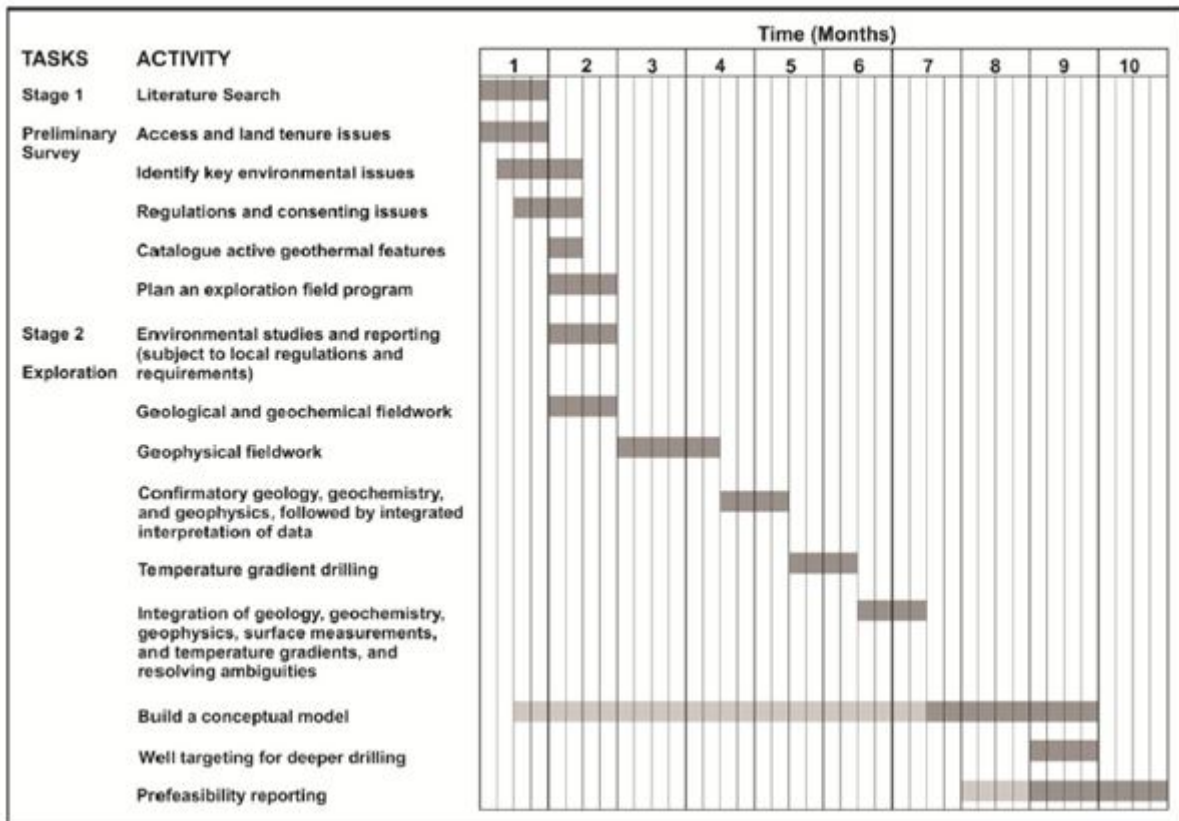 Time (Months)
TASKS ACTIVITY 1 2 3 4 5 6 7 8 9 10
Stage 1 Literature Search
Preliminary Survey Access and land tenure issues
Identify key environmental issues
Regulations and consenting issues
Catalogue active geothermal features
Plan an exploration field program
Stage 2 Environmental studies and reporting
(subject to local regulations and
Exploration requirements)
Geological and geochemical fieldwork
Geophysical fieldwork
Confirmatory geology, geochemistry,
and geophysics, followed by integrated
interpretation of data
Temperature gradient drilling
Integration of geology, geochemistry,
geophysics, surface measurements,
and temperature gradients, and
resolving ambiguities
Build a conceptual model
Well targeting for deeper drilling
Prefeasibility reporting